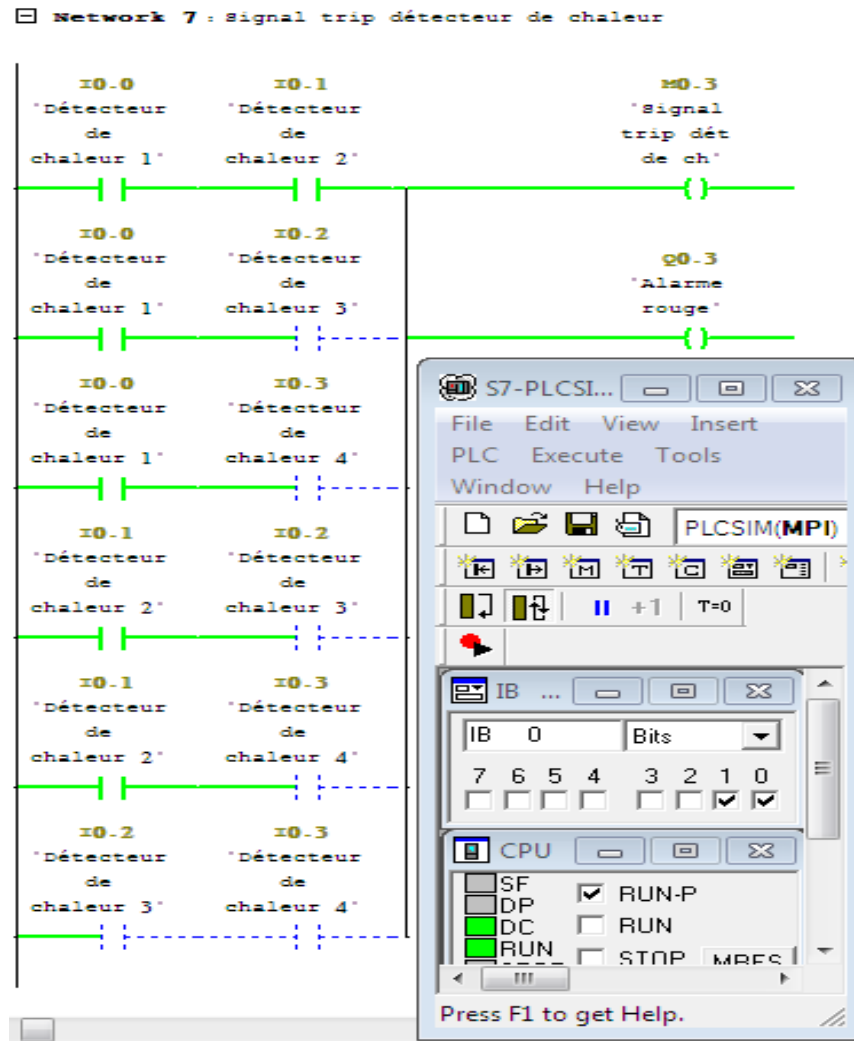 Network 7 : Signal trip détecteur de chaleur
I0.0 I0.1 M0.3
"Détecteur "Détecteur "Signal
de de trip dét
chaleur 1" chaleur 2" de ch"
I0.0 I0.2
"Détecteur "Détecteur Q0.3
de de "Alarme
chaleur 1" chaleur 3" rouge"
I0.0 I0.3
"Détecteur "Détecteur
de de
chaleur 1" chaleur 4"
I0.1 I0.2
"Détecteur "Détecteur
de de
chaleur 2" chaleur 3"
I0.1 I0.3
"Détecteur "Détecteur
de de
chaleur 2" chaleur 4"
I0.2 I0.3
"Détecteur "Détecteur
de de
chaleur 3" chaleur 4"
S7-PLCSI...
File Edit View Insert
PLC Execute Tools
Window Help
PLCSIM(MPI)
+1 T=0
IB ...
IB 0 Bits
7 6 5 4 3 2 1 0
CPU
SF
DP RUN-P
DC RUN
RUN STOP MRES
Press F1 to get Help.